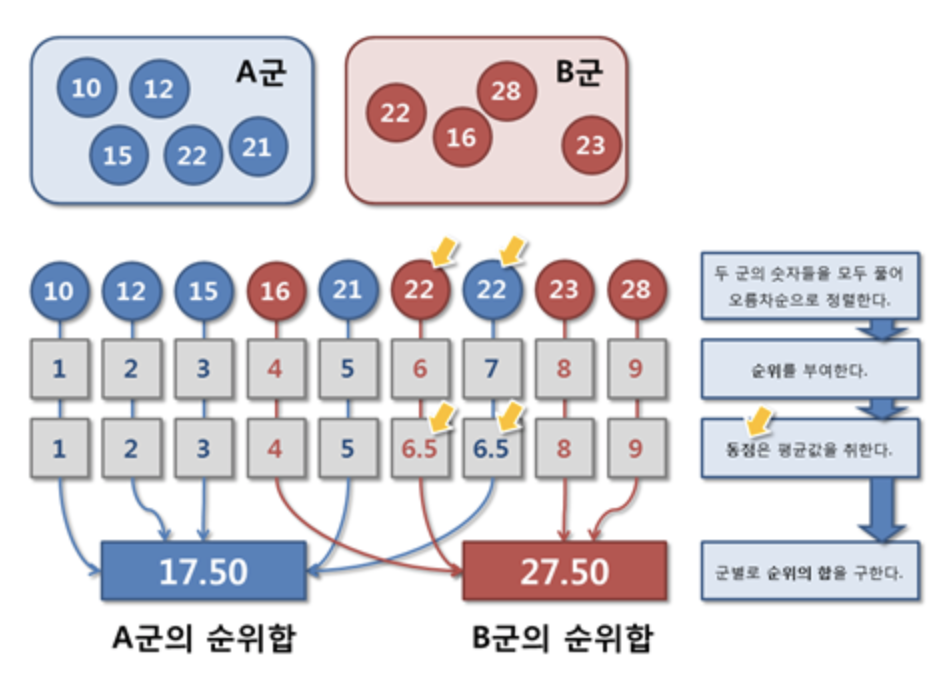 A군
10
12
15
22
21
B군
22
28
16
23
10 12 15 16 21 22 22 23 28
1 2 3 4 5 6 7 8 9
1 2 3 4 5 6.5 6.5 8 9
17.50
27.50
A군의 순위합
B군의 순위합
두 군의 숫자들을 모두 풀어
오름차순으로 정렬한다.
순위를 부여한다.
동점은 평균값을 취한다.
군별로 순위의 합을 구한다.